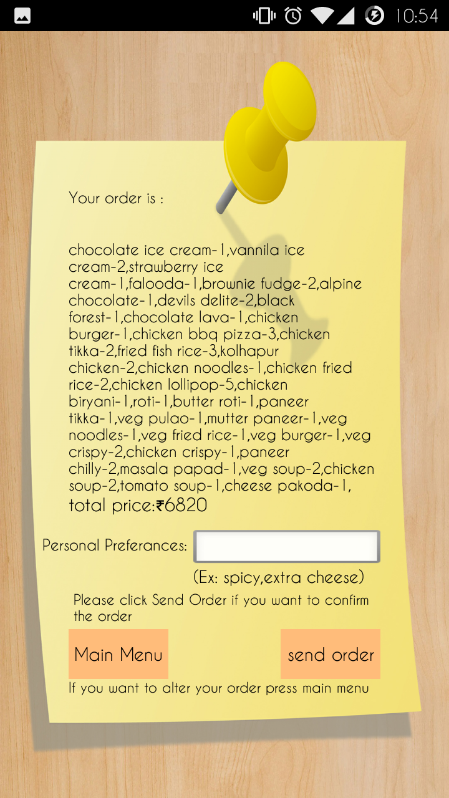 10:54
Your order is :
chocolate ice cream-1,vannila ice
cream-2,strawberry ice
cream-1,falooda-1,brownie fudge-2,alpine
chocolate-1,devils delite-2,black
forest-1,chocolate lava-1,chicken
burger-1,chicken bbq pizza-3,chicken
tikka-2,fried fish rice-3,kolhapur
chicken-2,chicken noodles-1,chicken fried
rice-2,chicken lollipop-5,chicken
biryani-1,roti-1,butter roti-1,paneer
tikka-1,veg pulao-1,mutter paneer-1,veg
noodles-1,veg fried rice-1,veg burger-1,veg
crispy-2,chicken crispy-1,paneer
chilly-2,masala papad-1,veg soup-2,chicken
soup-2,tomato soup-1,cheese pakoda-1,
total price:₹6820
Personal Preferances:
(Ex: spicy,extra cheese)
Please click Send Order if you want to confirm
the order
Main Menu
send order
If you want to alter your order press main menu